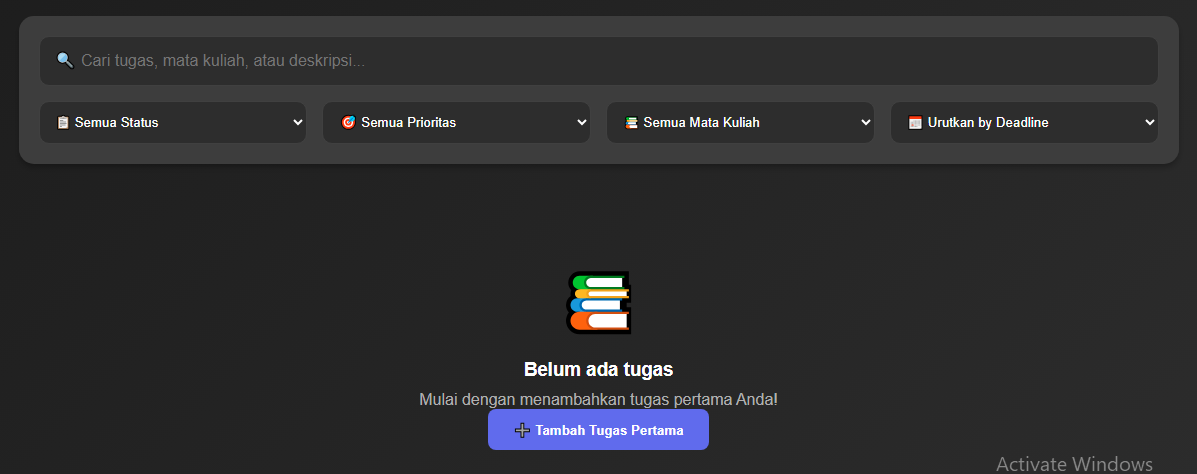 🔍 Cari tugas, mata kuliah, atau deskripsi...
📋 Semua Status
🎯 Semua Prioritas
📚 Semua Mata Kuliah
📅 Urutkan by Deadline
Belum ada tugas
Mulai dengan menambahkan tugas pertama Anda!
➕ Tambah Tugas Pertama
Activate Windows